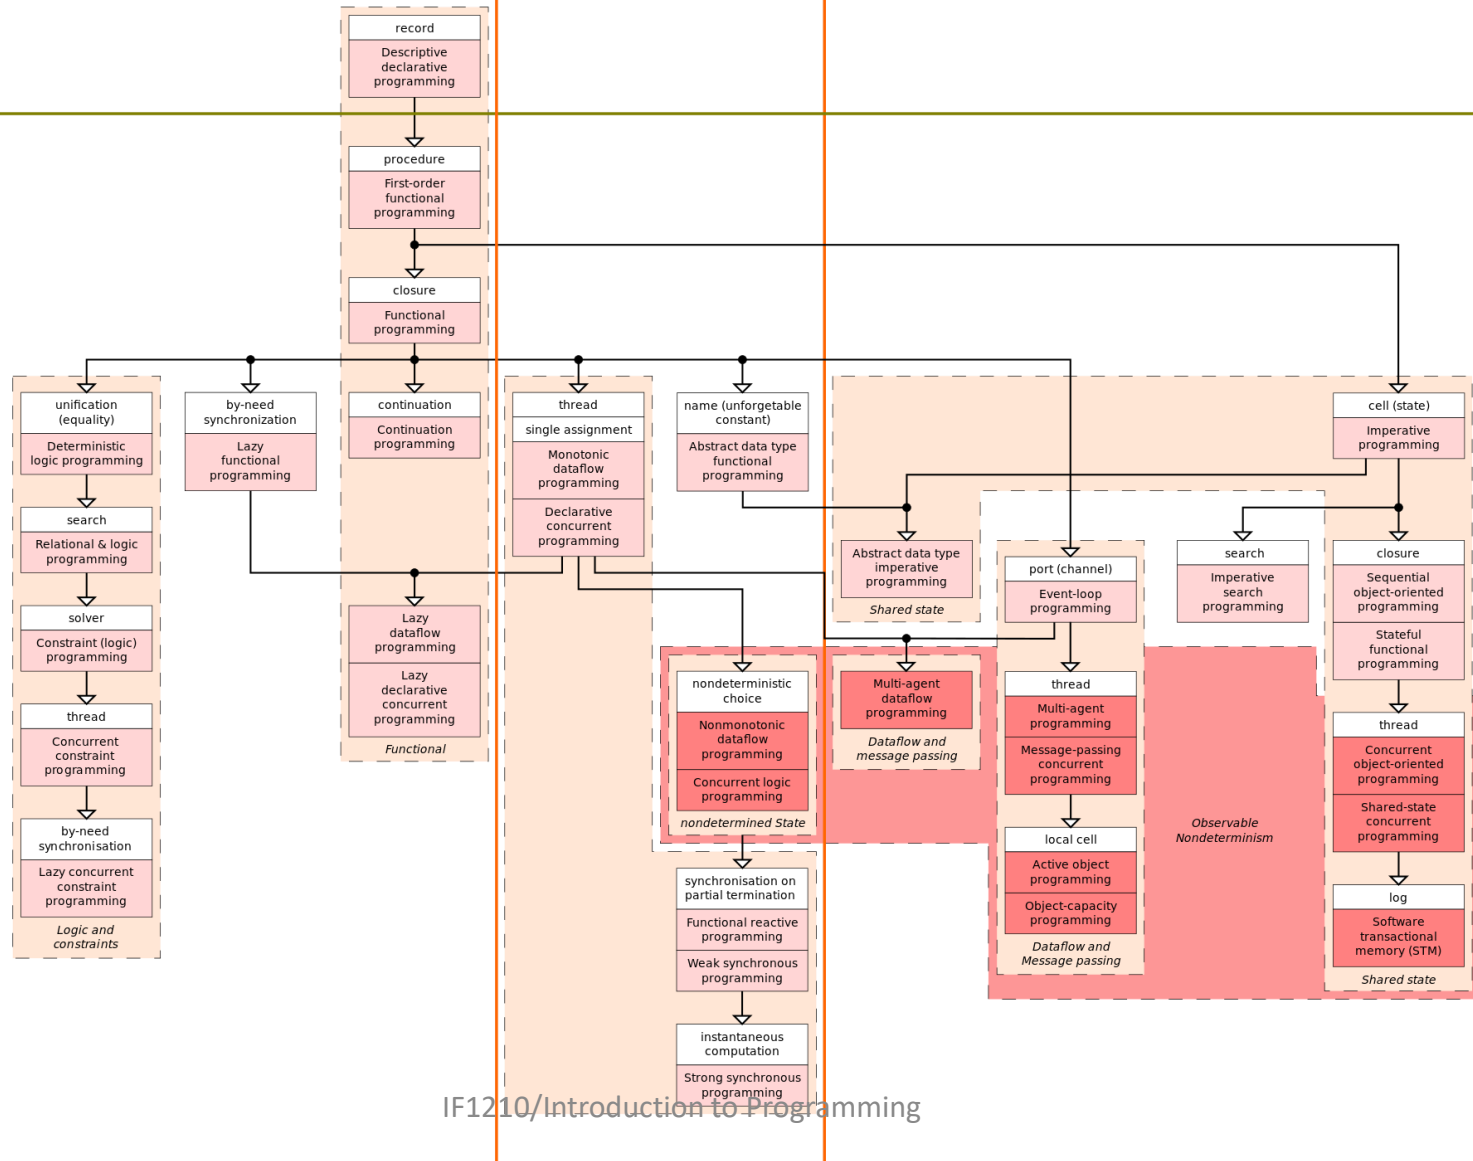 record
Descriptive
declarative
programming
procedure
First-order
functional
programming
closure
Functional
programming
unification
(equality)
Deterministic
logic programming
search
Relational & logic
programming
solver
Constraint (logic)
programming
thread
Concurrent
constraint
programming
by-need
synchronisation
Lazy concurrent
constraint
programming
Logic and
constraints
by-need
synchronization
Lazy
functional
programming
continuation
Continuation
programming
Lazy
dataflow
programming
Lazy
declarative
concurrent
programming
Functional
thread
single assignment
Monotonic
dataflow
programming
Declarative
concurrent
programming
name (unforgetable
constant)
Abstract data type
functional
programming
nondeterministic
choice
Nonmonotonic
dataflow
programming
Concurrent logic
programming
nondetermined State
synchronisation on
partial termination
Functional reactive
programming
Weak synchronous
programming
instantaneous
computation
Strong synchronous
programming
Abstract data type
imperative
programming
Shared state
Multi-agent
dataflow
programming
Dataflow and
message passing
port (channel)
Event-loop
programming
thread
Multi-agent
programming
Message-passing
concurrent
programming
local cell
Active object
programming
Object-capacity
programming
Dataflow and
Message passing
search
Imperative
search
programming
Observable
Nondeterminism
cell (state)
Imperative
programming
closure
Sequential
object-oriented
programming
Stateful
functional
programming
thread
Concurrent
object-oriented
programming
Shared-state
concurrent
programming
log
Software
transactional
memory (STM)
Shared state
IF1210/Introduction to Programming